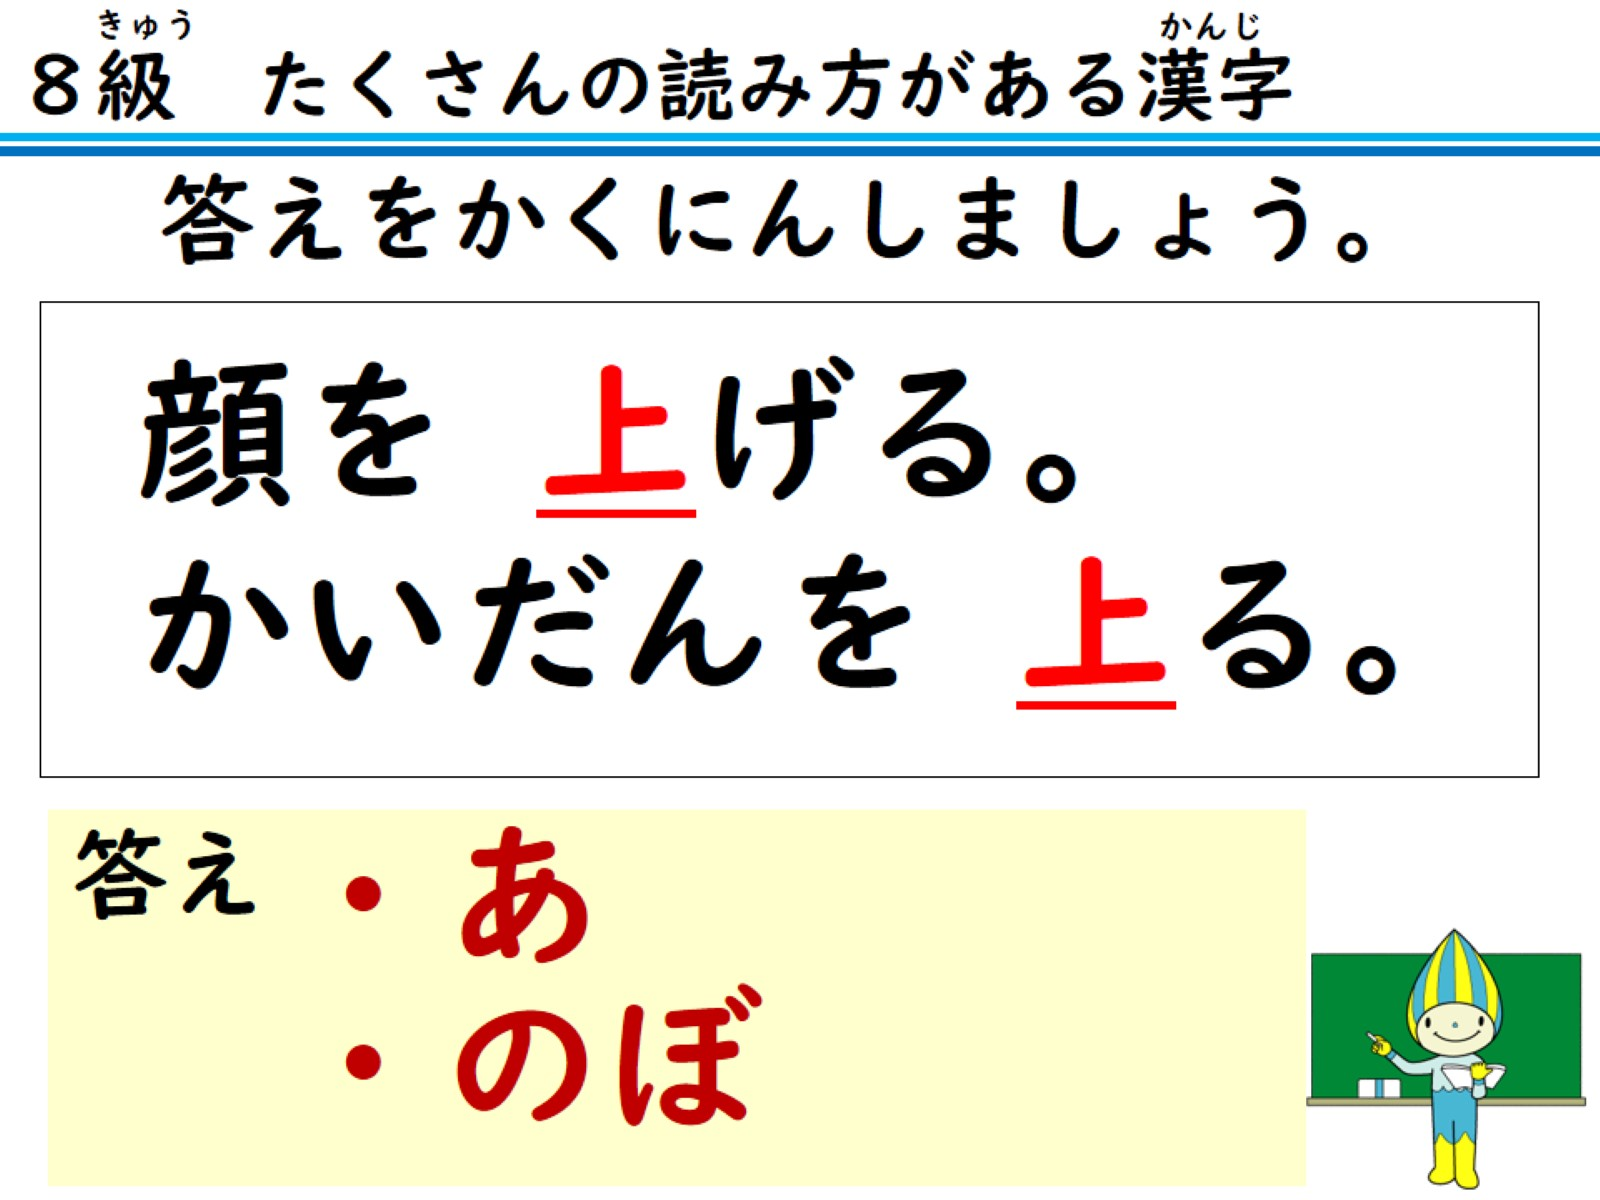 きゅう かんじ
８級　たくさんの読み方がある漢字
答えをかくにんしましょう。
顔を 上げる。
かいだんを 上る。
答え ・あ
・のぼ